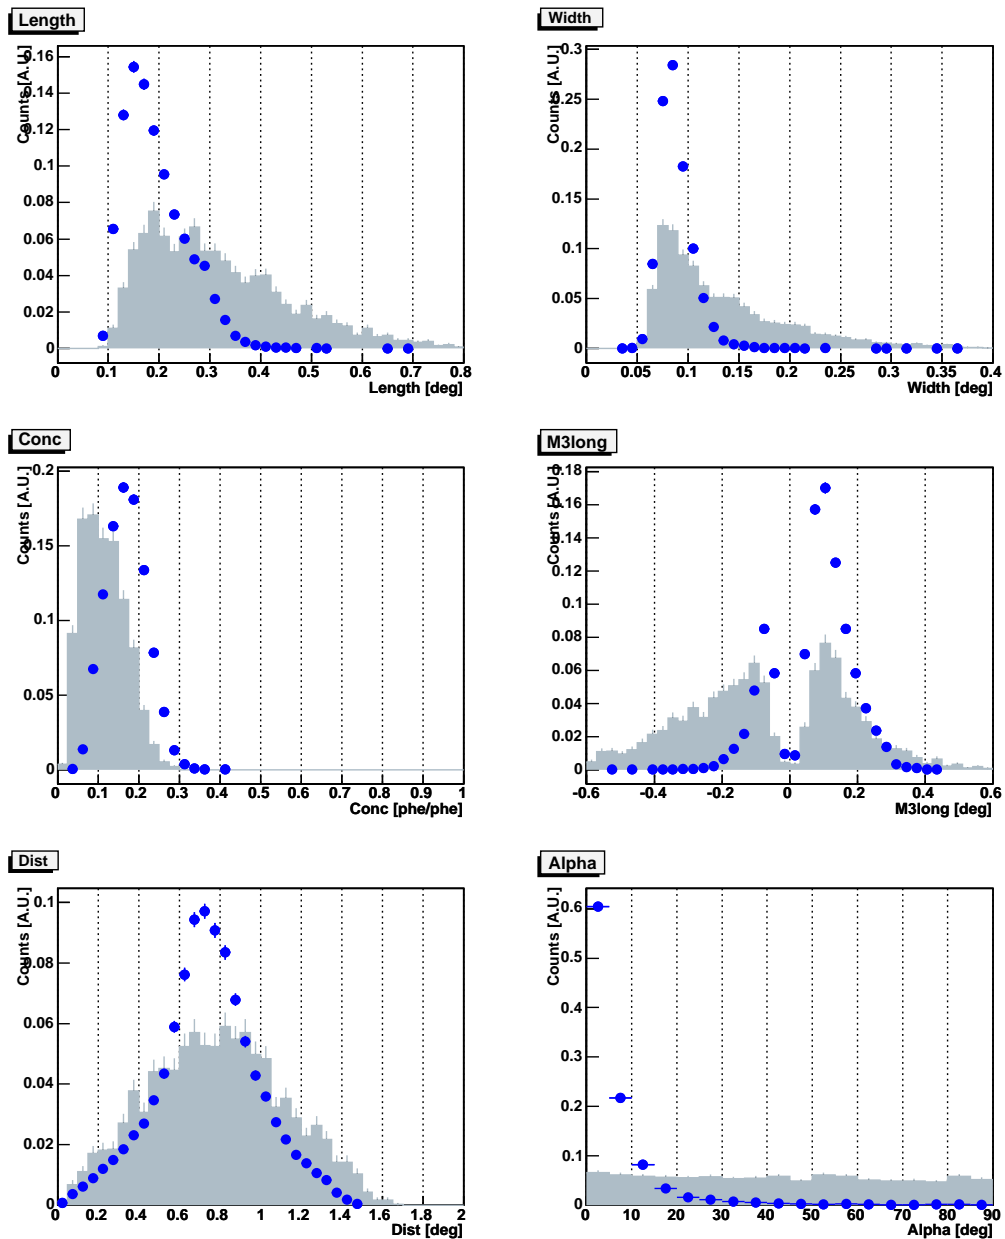 Length
Counts [A.U.]
0.16
0.14
0.12
0.1
0.08
0.06
0.04
0.02
0
0 0.1 0.2 0.3 0.4 0.5 0.6 0.7 0.8
Length [deg]
Width
Counts [A.U.]
0.3
0.25
0.2
0.15
0.1
0.05
0
0 0.05 0.1 0.15 0.2 0.25 0.3 0.35 0.4
Width [deg]
Conc
Counts [A.U.]
0.2
0.15
0.1
0.05
0
0 0.1 0.2 0.3 0.4 0.5 0.6 0.7 0.8 0.9 1
Conc [phe/phe]
M3long
Counts [A.U.]
0.18
0.16
0.14
0.12
0.1
0.08
0.06
0.04
0.02
0
-0.6 -0.4 -0.2 0 0.2 0.4 0.6
M3long [deg]
Dist
Counts [A.U.]
0.1
0.08
0.06
0.04
0.02
0
0 0.2 0.4 0.6 0.8 1 1.2 1.4 1.6 1.8 2
Dist [deg]
Alpha
Counts [A.U.]
0.6
0.5
0.4
0.3
0.2
0.1
0
0 10 20 30 40 50 60 70 80 90
Alpha [deg]